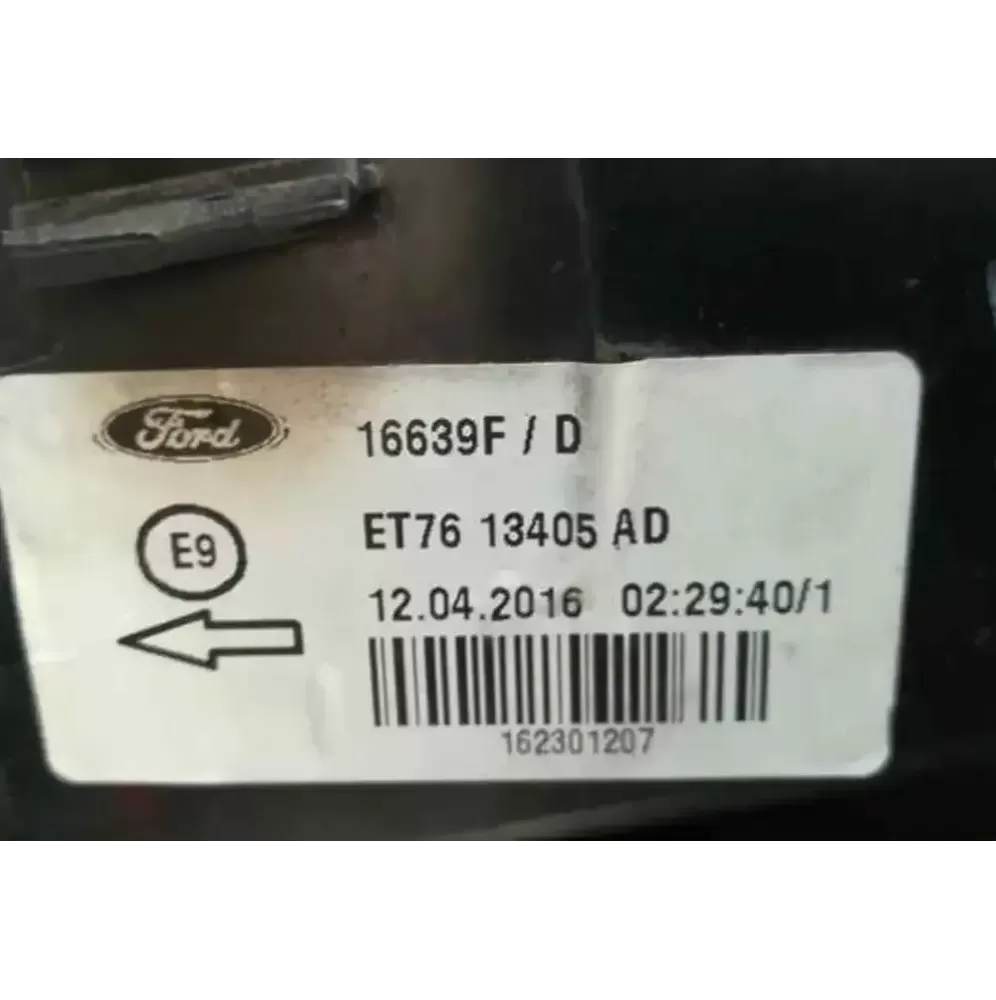 Ford
16639F / D
E9
ET76 13405 AD
12.04.2016 02:29:40/1
162301207